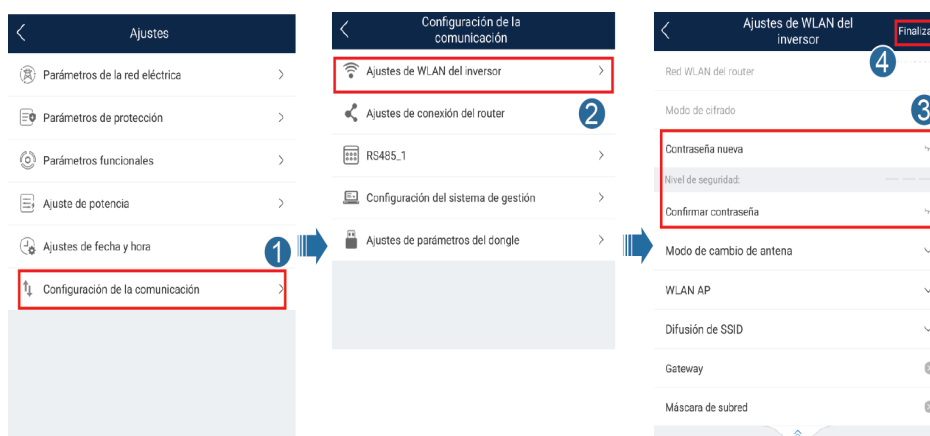 Ajustes
Parámetros de la red eléctrica
Parámetros de protección
Parámetros funcionales
Ajuste de potencia
Ajustes de fecha y hora
1
Configuración de la comunicación
Configuración de la
comunicación
Ajustes de WLAN del inversor
2
Ajustes de conexión del router
RS485_1
Configuración del sistema de gestión
Ajustes de parámetros del dongle
Ajustes de WLAN del
inversor
Finaliza
4
Red WLAN del router
3
Modo de cifrado
Contraseña nueva
Nivel de seguridad:
Confirmar contraseña
Modo de cambio de antena
WLAN AP
Difusión de SSID
Gateway
Máscara de subred